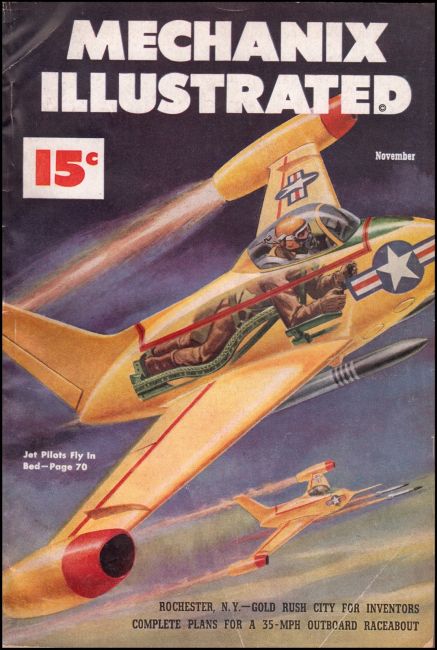 MECHANIX
ILLUSTRATED©
15c
November
Jet Pilots Fly In
Bed—Page 70
ROCHESTER, N.Y.—GOLD RUSH CITY FOR INVENTORS
COMPLETE PLANS FOR A 35-MPH OUTBOARD RACEABOUT